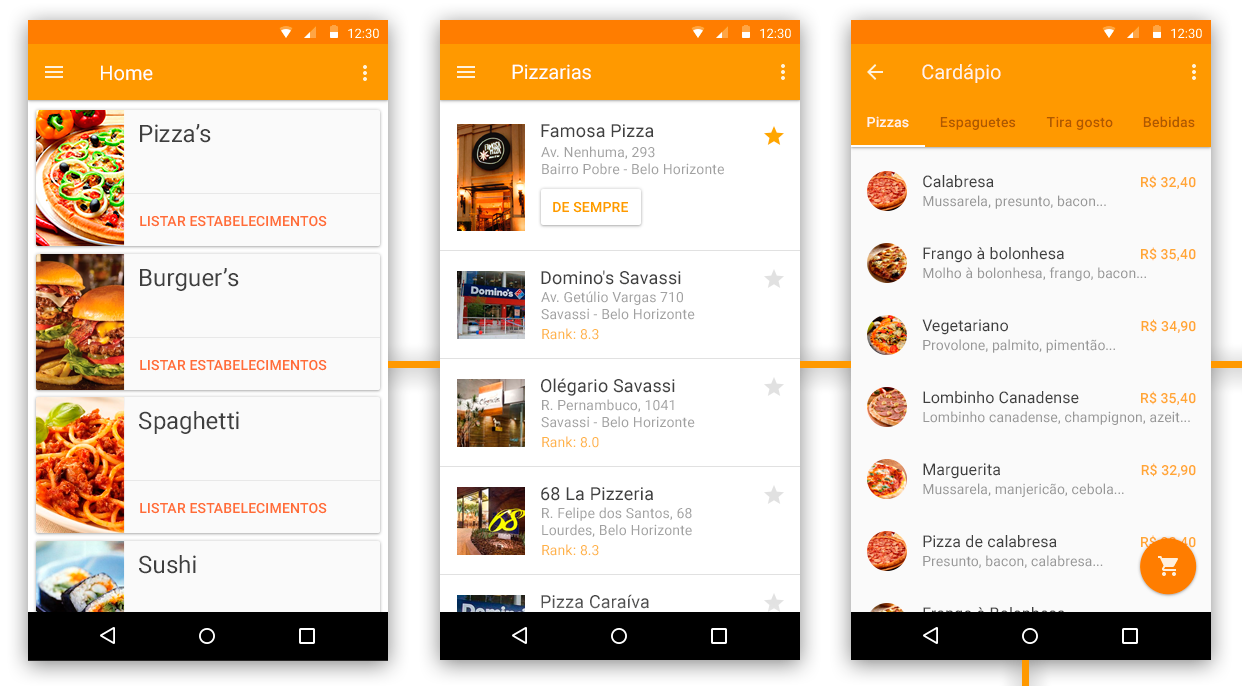 12:30
Home
Pizza’s
LISTAR ESTABELECIMENTOS
Burguer’s
LISTAR ESTABELECIMENTOS
Spaghetti
LISTAR ESTABELECIMENTOS
Sushi
12:30
Pizzarias
Famosa Pizza
Av. Nenhuma, 293
Bairro Pobre - Belo Horizonte
DE SEMPRE
Domino's
Domino's Savassi
Av. Getúlio Vargas 710
Savassi - Belo Horizonte
Rank: 8.3
Olégario Savassi
R. Pernambuco, 1041
Savassi - Belo Horizonte
Rank: 8.0
68
68 La Pizzeria
R. Felipe dos Santos, 68
Lourdes, Belo Horizonte
Rank: 8.3
Pizza Caraíva
12:30
Cardápio
Pizzas Espaguetes Tira gosto Bebidas
Calabresa R$ 32,40
Mussarela, presunto, bacon...
Frango à bolonhesa R$ 35,40
Molho à bolonhesa, frango, bacon...
Vegetariano R$ 34,90
Provolone, palmito, pimentão...
Lombinho Canadense R$ 35,40
Lombinho canadense, champignon, azeit...
Marguerita R$ 32,90
Mussarela, manjericão, cebola...
Pizza de calabresa
Presunto, bacon, calabresa...
Frango à Bolonhesa